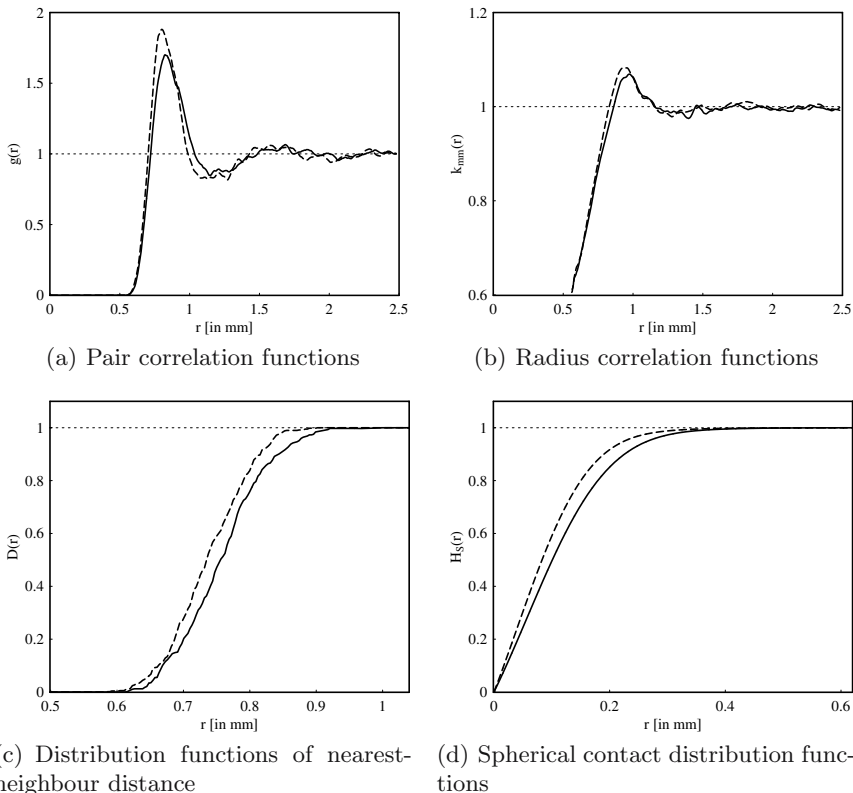 2
1.5
1
0.5
0
g(r)
0 0.5 1 1.5 2 2.5
r [in mm]
(a) Pair correlation functions
1.2
1
0.8
0.6
k_mm(r)
0 0.5 1 1.5 2 2.5
r [in mm]
(b) Radius correlation functions
1
0.8
0.6
0.4
0.2
0
D(r)
0.5 0.6 0.7 0.8 0.9 1
r [in mm]
(c) Distribution functions of nearest-
neighbour distance
1
0.8
0.6
0.4
0.2
0
H_S(r)
0 0.2 0.4 0.6
r [in mm]
(d) Spherical contact distribution func-
tions